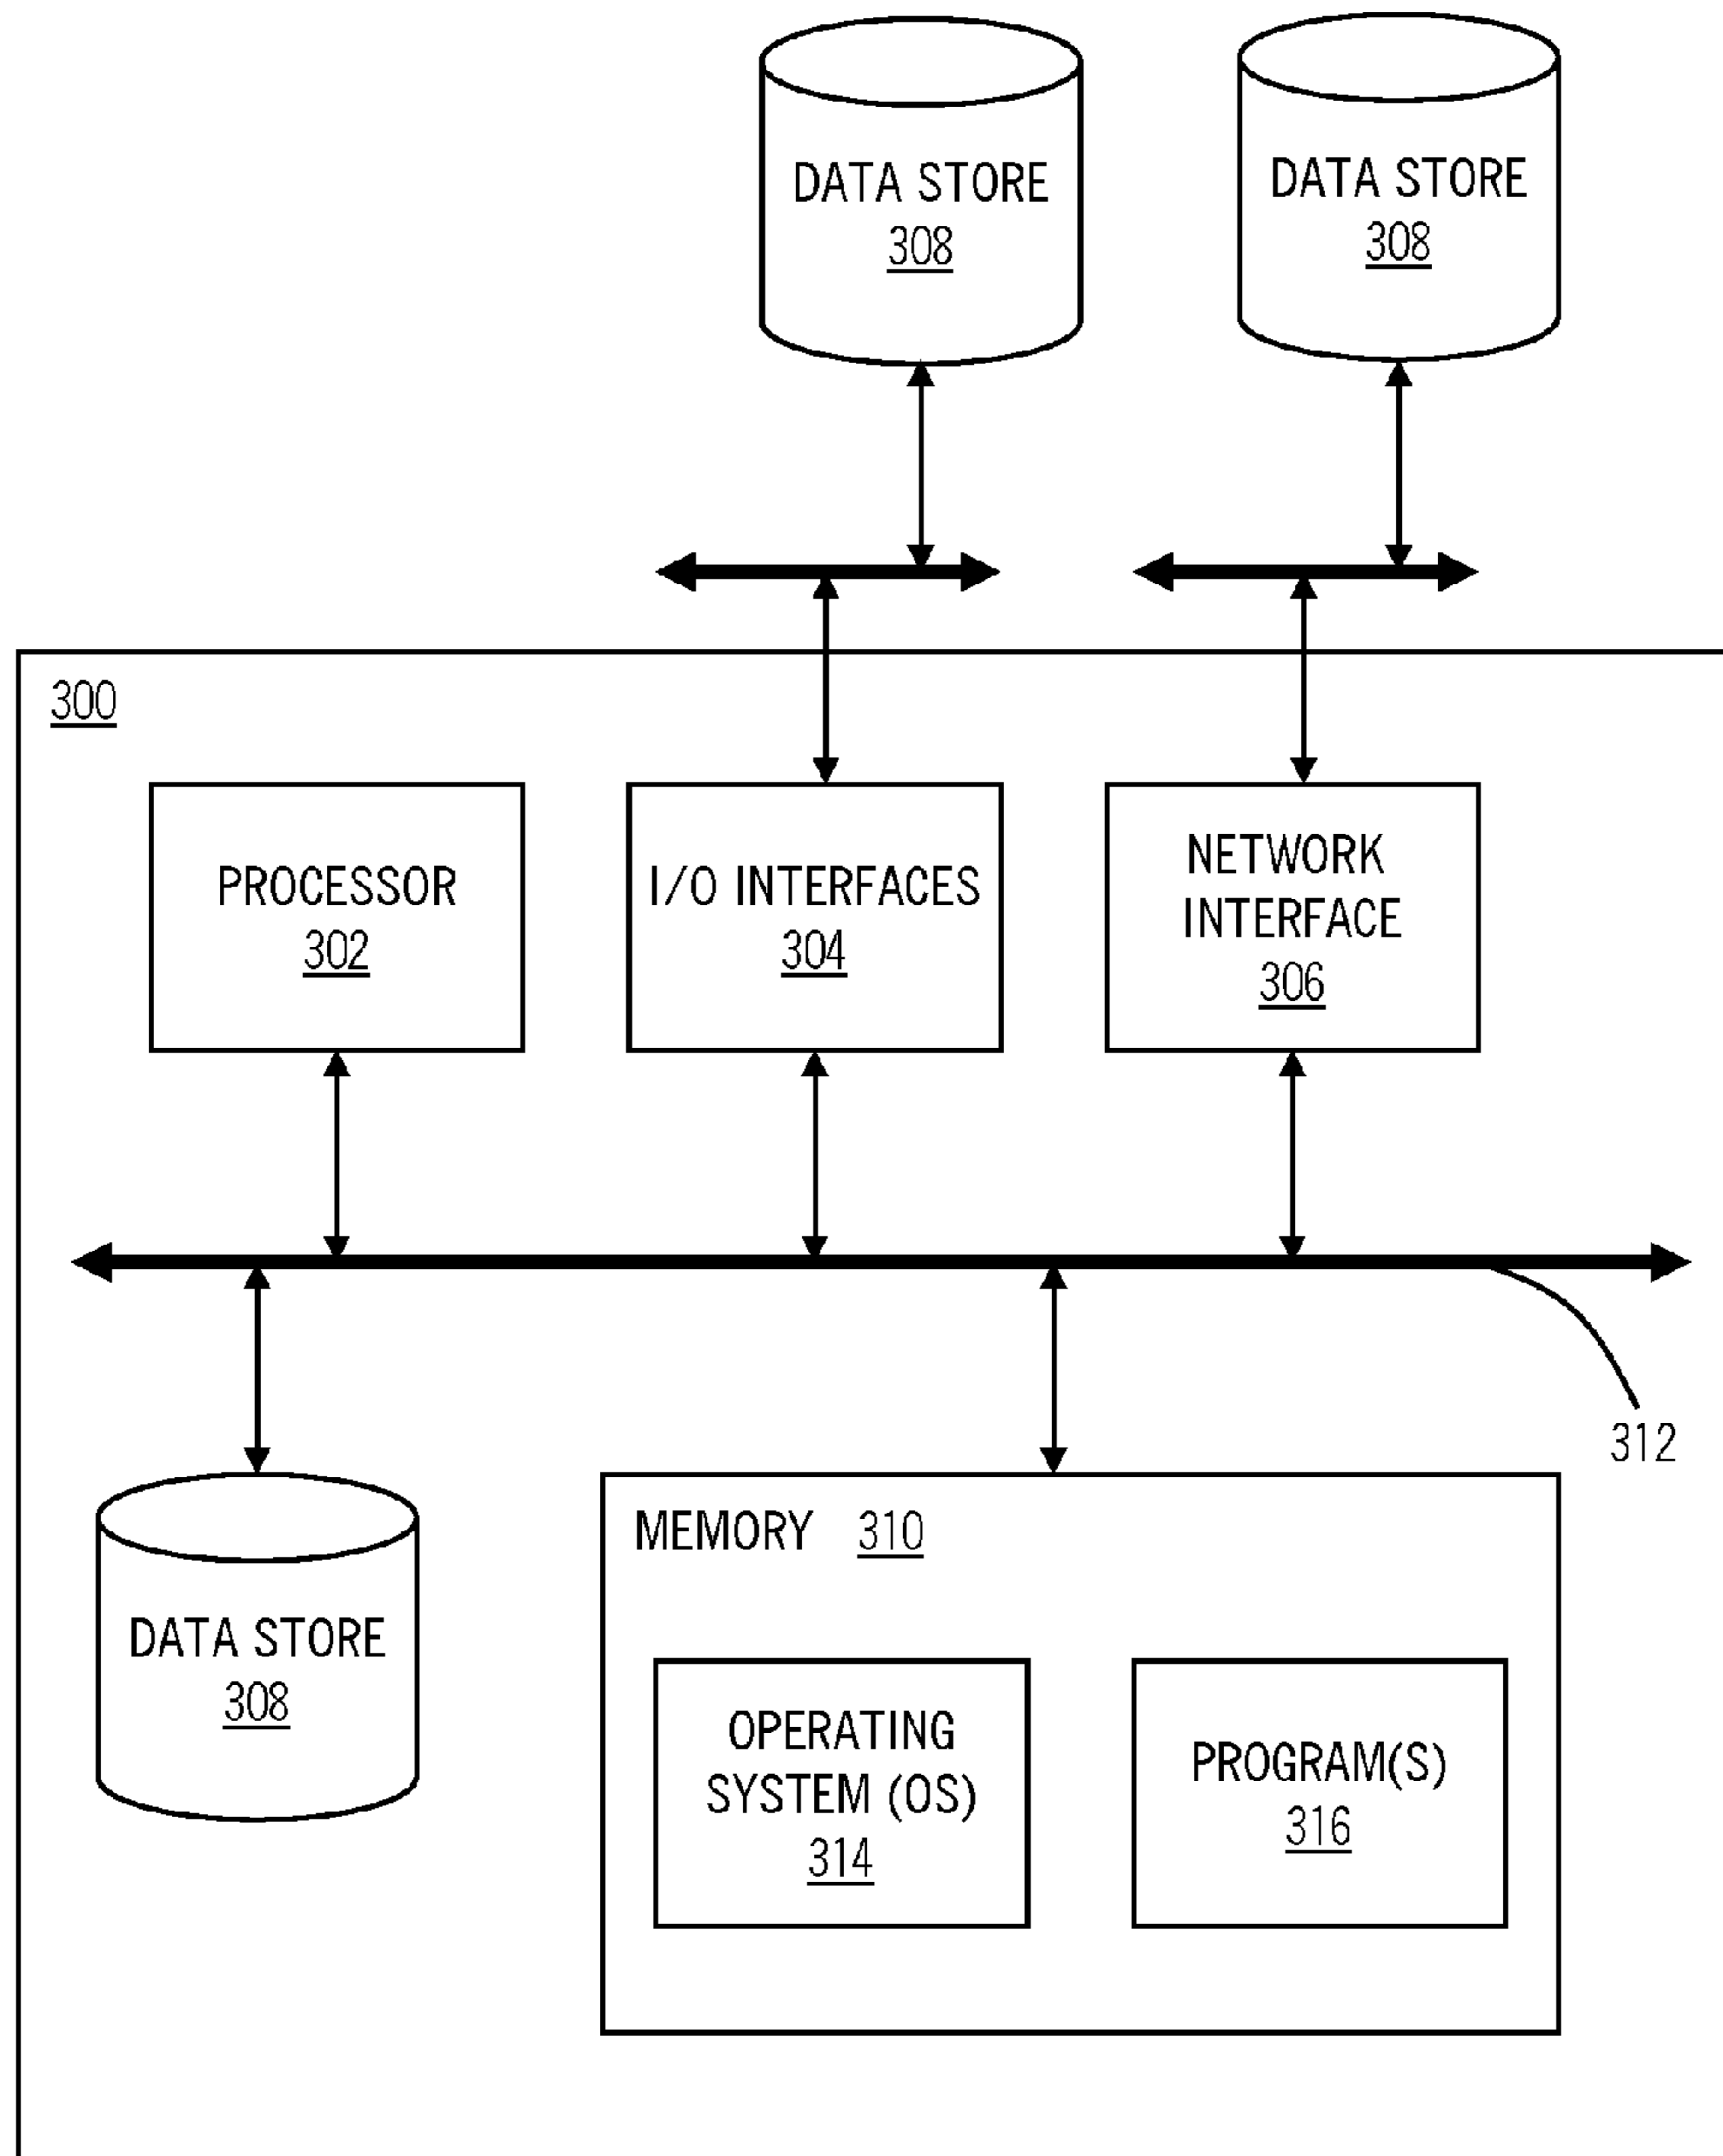 DATA STORE
308
DATA STORE
308
300
PROCESSOR
302
I/O INTERFACES
304
NETWORK
INTERFACE
306
312
DATA STORE
308
MEMORY 310
OPERATING
SYSTEM (OS)
314
PROGRAM(S)
316